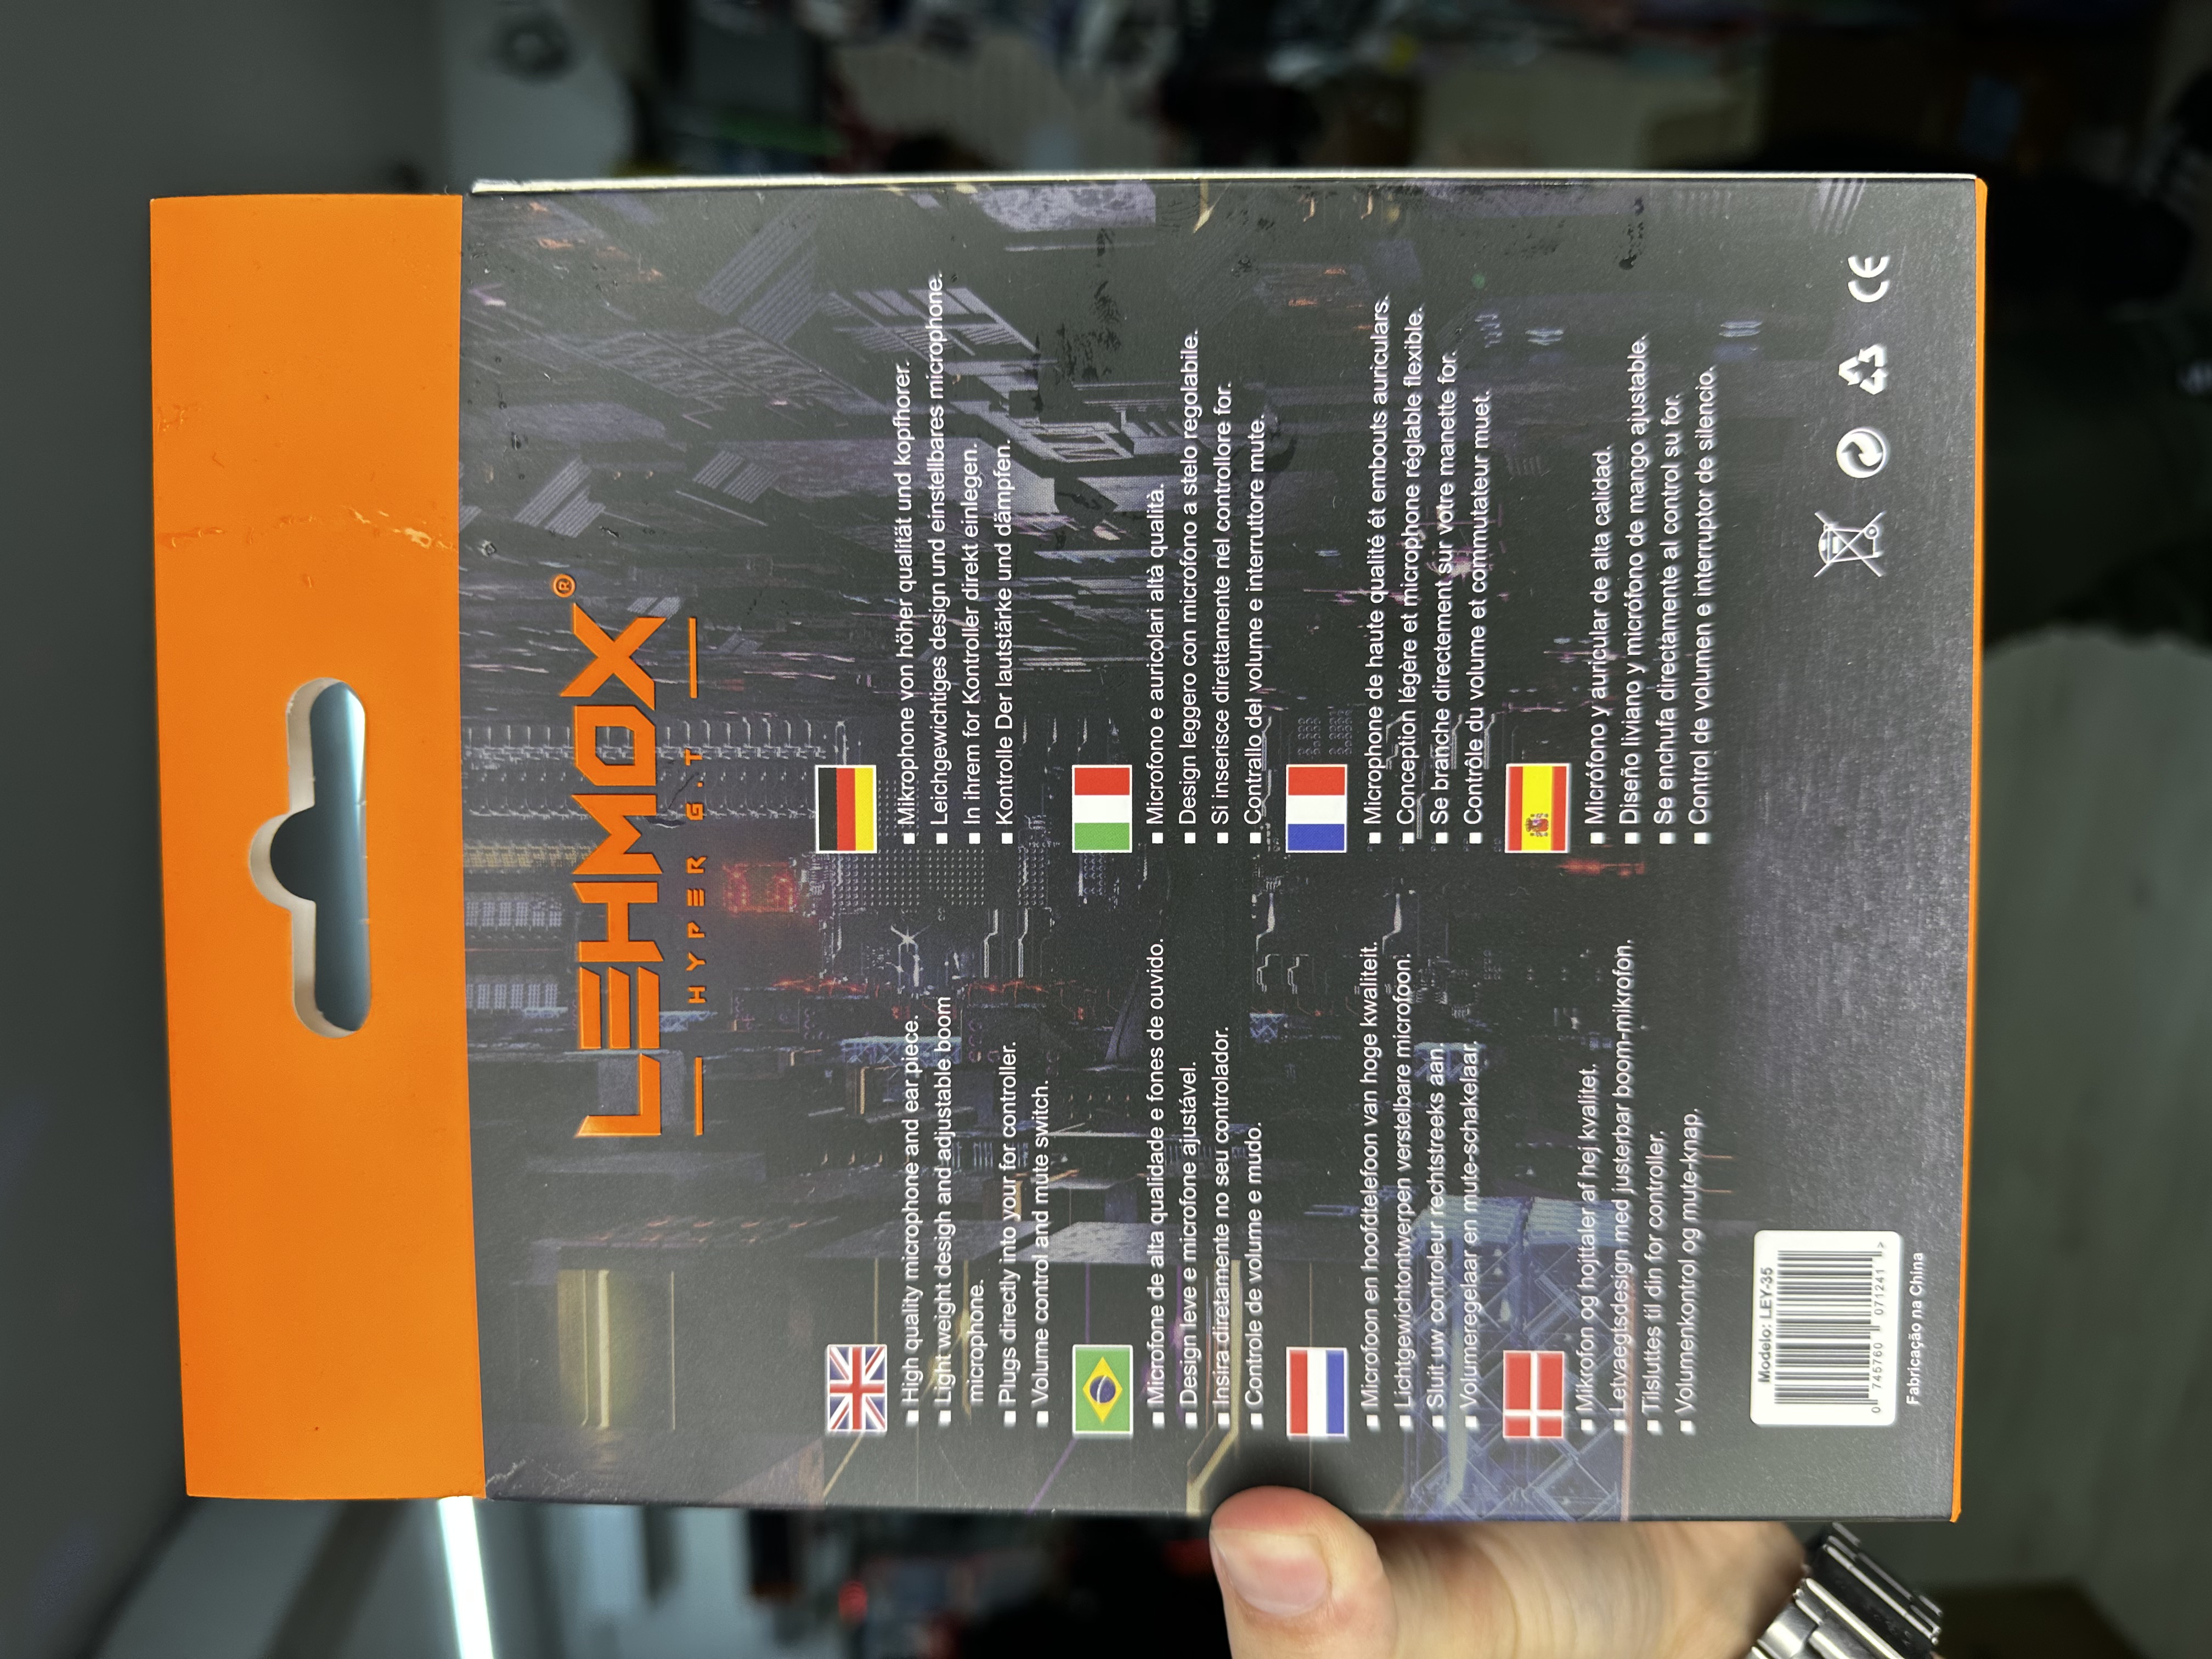 LEHMOX®
HYPER G.T
High quality microphone and ear piece.
Light weight desigh and adjustable boom
microphone.
Plugs directly into your for controller.
Volume control and mute switch.
Microfone de alta qualidade e fones de ouvido.
Design leve e microfone ajustável.
Insira diretamente no seu controlador.
Controle de volume e mudo.
Microfoon en hoofdtelefoon van hoge kwaliteit.
Lichtgewichtontwerpen verstelbare microfoon.
Sluit uw controleur rechtstreeks aan.
Volumeregelaar en mute-schakelaar.
Mikrofon og hojttaler af hej kvalitet.
Letvaegtsdesign med justerbar boom-mikrofon.
Tilsluttes til din for controller.
Volumenkontrol og mute-knap.
Mikrophone von höher qualität und kopfhorer.
Leichgewichtiges design und einstellbares microphone.
In ihrem for Kontroller direkt einlegen.
Kontrolle Der lautstärke und dämpfen.
Microfono e auricolari altà qualità.
Design leggero con microfono a stelo regolabile.
Si inserisce direttamente nel controllore for.
Contrallo del volume e interruttore mute.
Microphone de haute qualité ét embouts auriculars.
Conception légère et microphone réglable flexible.
Se branche directement sur votre manette for.
Contrôle du volume et commutateur muet.
Micrófono y auricular de alta calidad.
Diseño liviano y micrófono de mango ajustable.
Se enchufa directamente al control su for.
Control de volumen e interruptor de silencio.
Modelo: LEY-35
0 745760 071241 >
Fabricação na China
CE